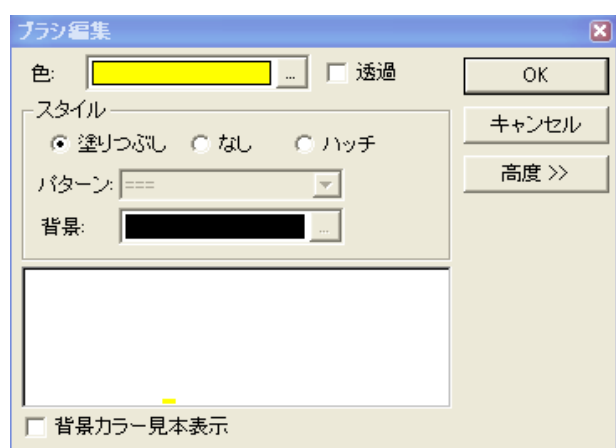 ブラシ編集
色: ... 透過
OK
スタイル
キャンセル
塗りつぶし なし ハッチ
高度 >>
パターン: ===
背景: ...
背景カラー見本表示